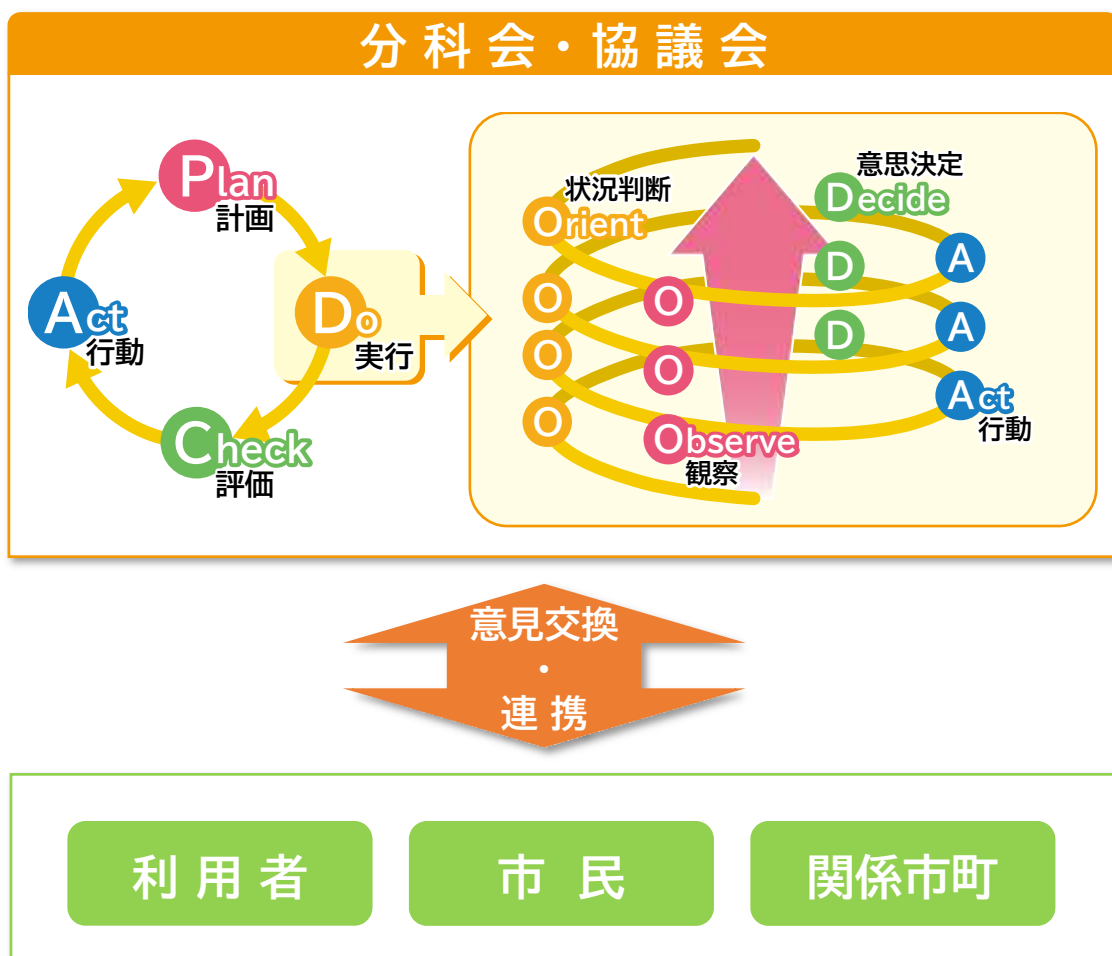 分科会・協議会
Plan
計画
Do
実行
Check
評価
Act
行動
状況判断
Orient
意思決定
Decide
A
O
O
D
O
O
D
A
O
Observe
観察
Act
行動
意見交換
・
連携
利用者
市民
関係市町